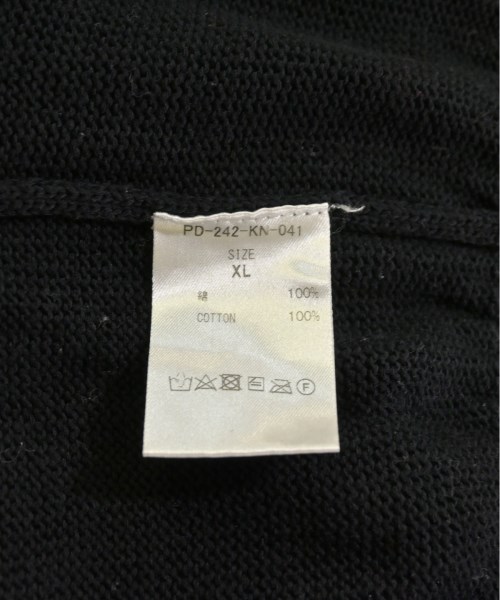 PD-242-KN-041
SIZE
XL
綿 100%
COTTON 100%
F